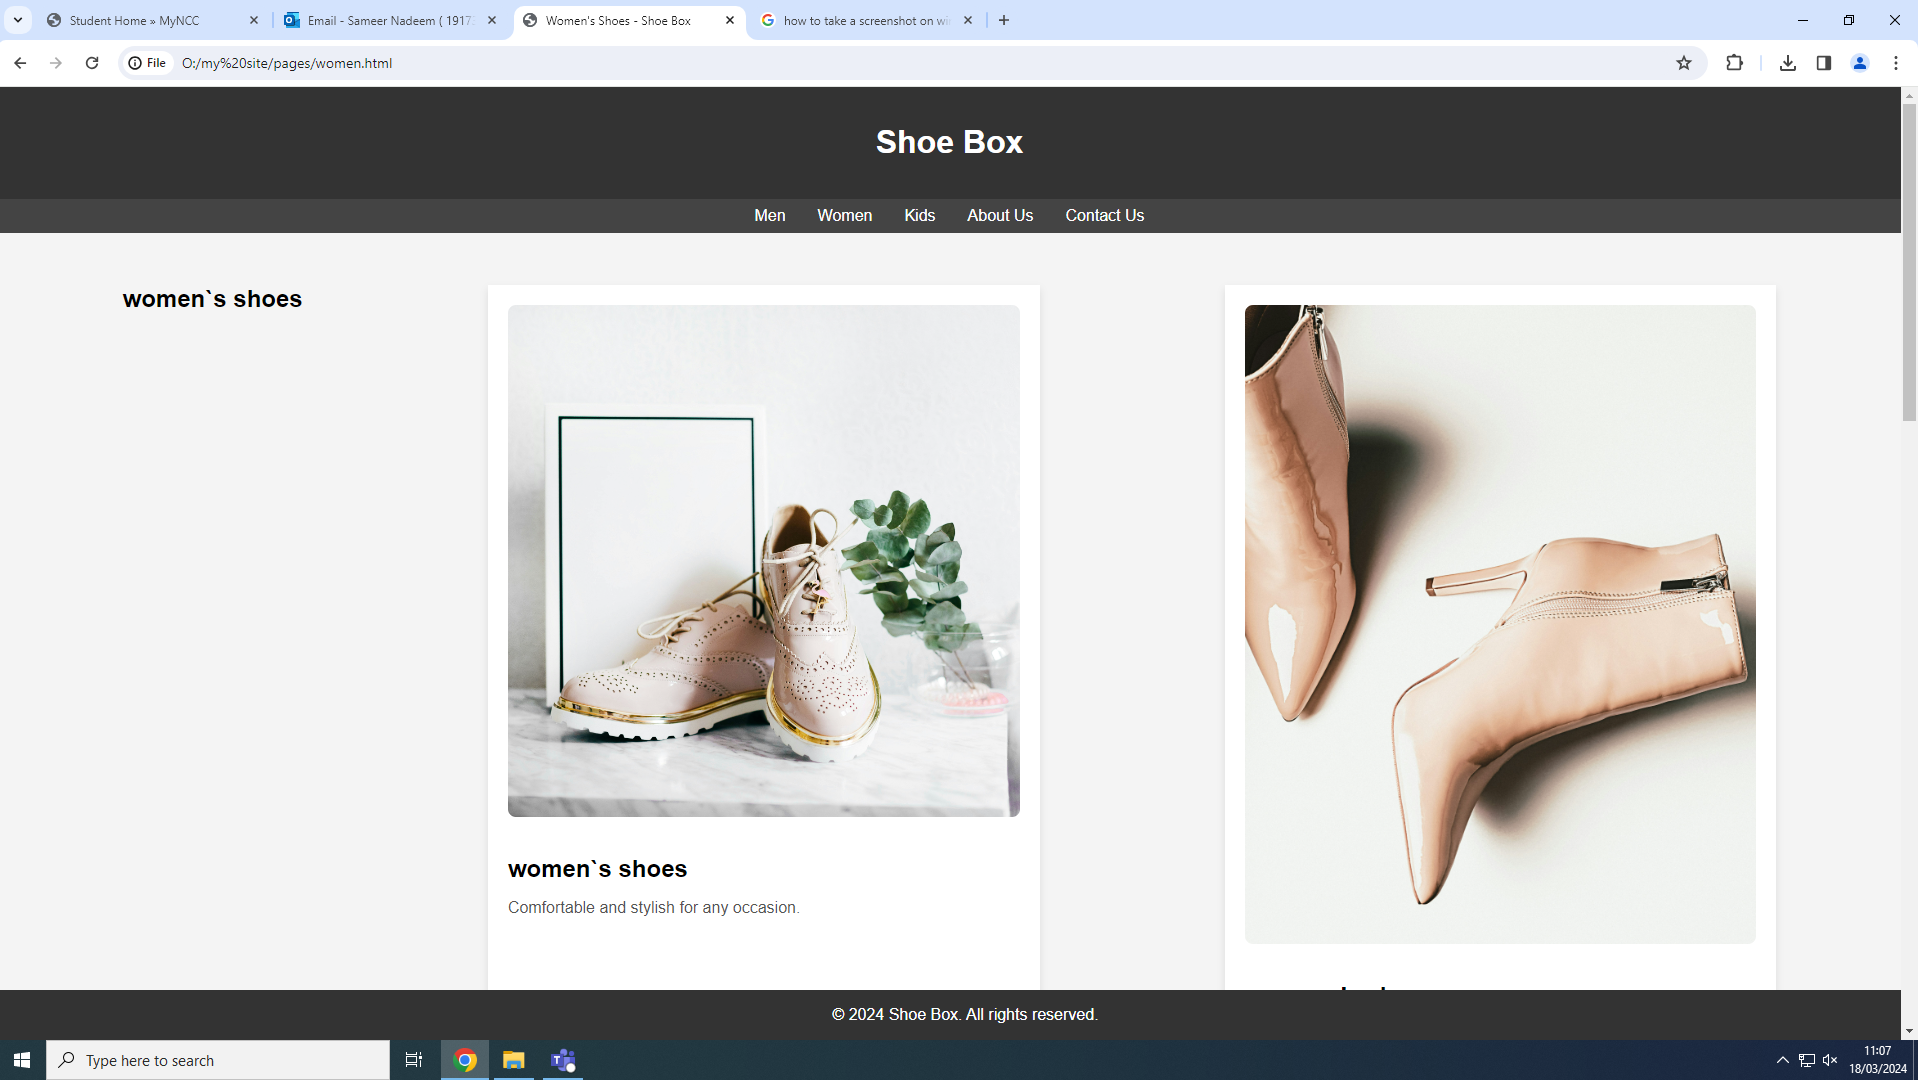 Student Home » MyNCC
Email - Sameer Nadeem ( 1917
Women's Shoes - Shoe Box
how to take a screenshot on wi
File
O:/my%20site/pages/women.html
Shoe Box
Men Women Kids About Us Contact Us
women`s shoes
women`s shoes
Comfortable and stylish for any occasion.
© 2024 Shoe Box. All rights reserved.
Type here to search
11:07
18/03/2024